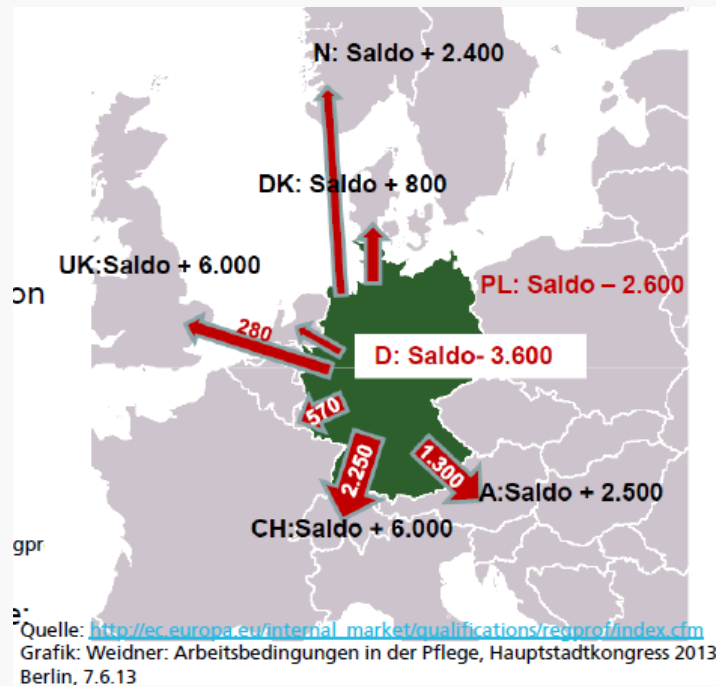 N: Saldo + 2.400
DK: Saldo + 800
UK:Saldo + 6.000
on
PL: Saldo – 2.600
280
D: Saldo- 3.600
570
2.250
1.300
A:Saldo + 2.500
CH:Saldo + 6.000
gpr
e:
Quelle: http://ec.europa.eu/internal_market/qualifications/regprof/index.cfm
Grafik: Weidner: Arbeitsbedingungen in der Pflege, Hauptstadtkongress 2013
Berlin, 7.6.13